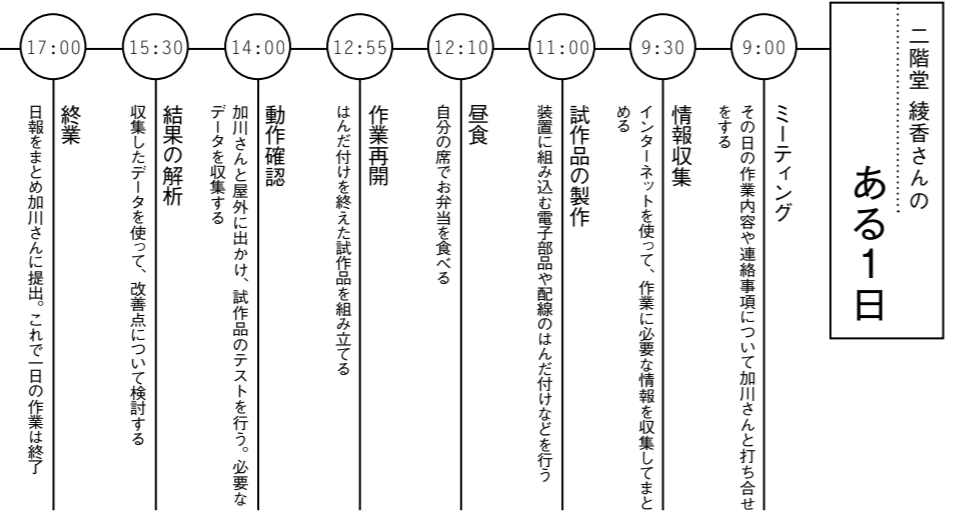 二階堂 綾香さんの
ある1日
9:00
ミーティング
その日の作業内容や連絡事項について加川さんと打ち合せ
をする
9:30
情報収集
インターネットを使って、作業に必要な情報を収集してまと
める
11:00
試作品の製作
装置に組み込む電子部品や配線のはんだ付けなどを行う
12:10
昼食
自分の席でお弁当を食べる
12:55
作業再開
はんだ付けを終えた試作品を組み立てる
14:00
動作確認
加川さんと屋外に出かけ、試作品のテストを行う。必要な
データを収集する
15:30
結果の解析
収集したデータを使って、改善点について検討する
17:00
終業
日報をまとめ加川さんに提出。これで一日の作業は終了